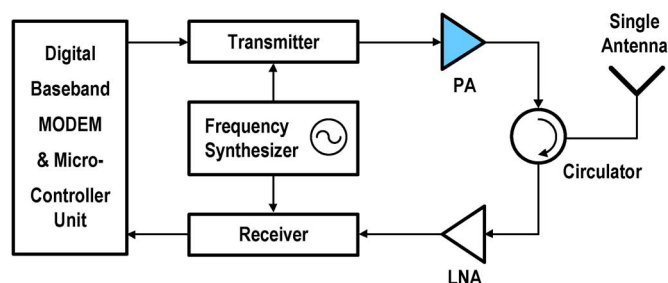 Digital
Baseband
MODEM
& Micro-
Controller
Unit
Transmitter
Frequency
Synthesizer
Receiver
PA
LNA
Circulator
Single
Antenna